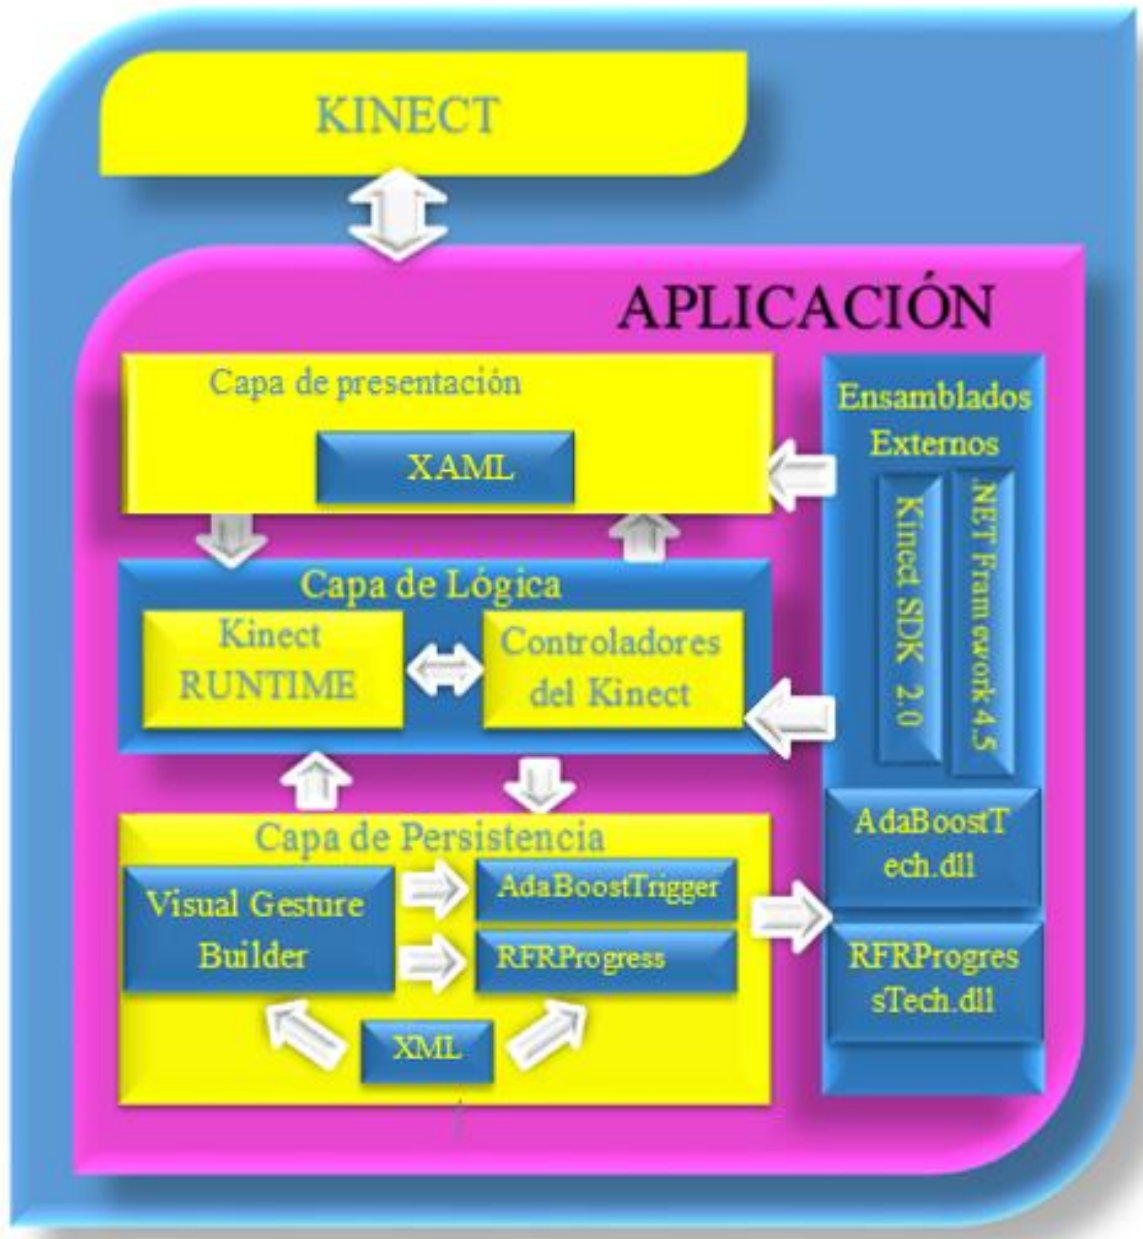 KINECT
APLICACIÓN
Capa de presentación
XAML
Ensamblados
Externos
Kinect SDK 2.0
.NET Framework 4.5
Capa de Lógica
Kinect
RUNTIME
Controladores
del Kinect
Capa de Persistencia
Visual Gesture
Builder
AdaBoostTrigger
RFRProgress
XML
AdaBoostT
ech.dll
RFRProgres
sTech.dll